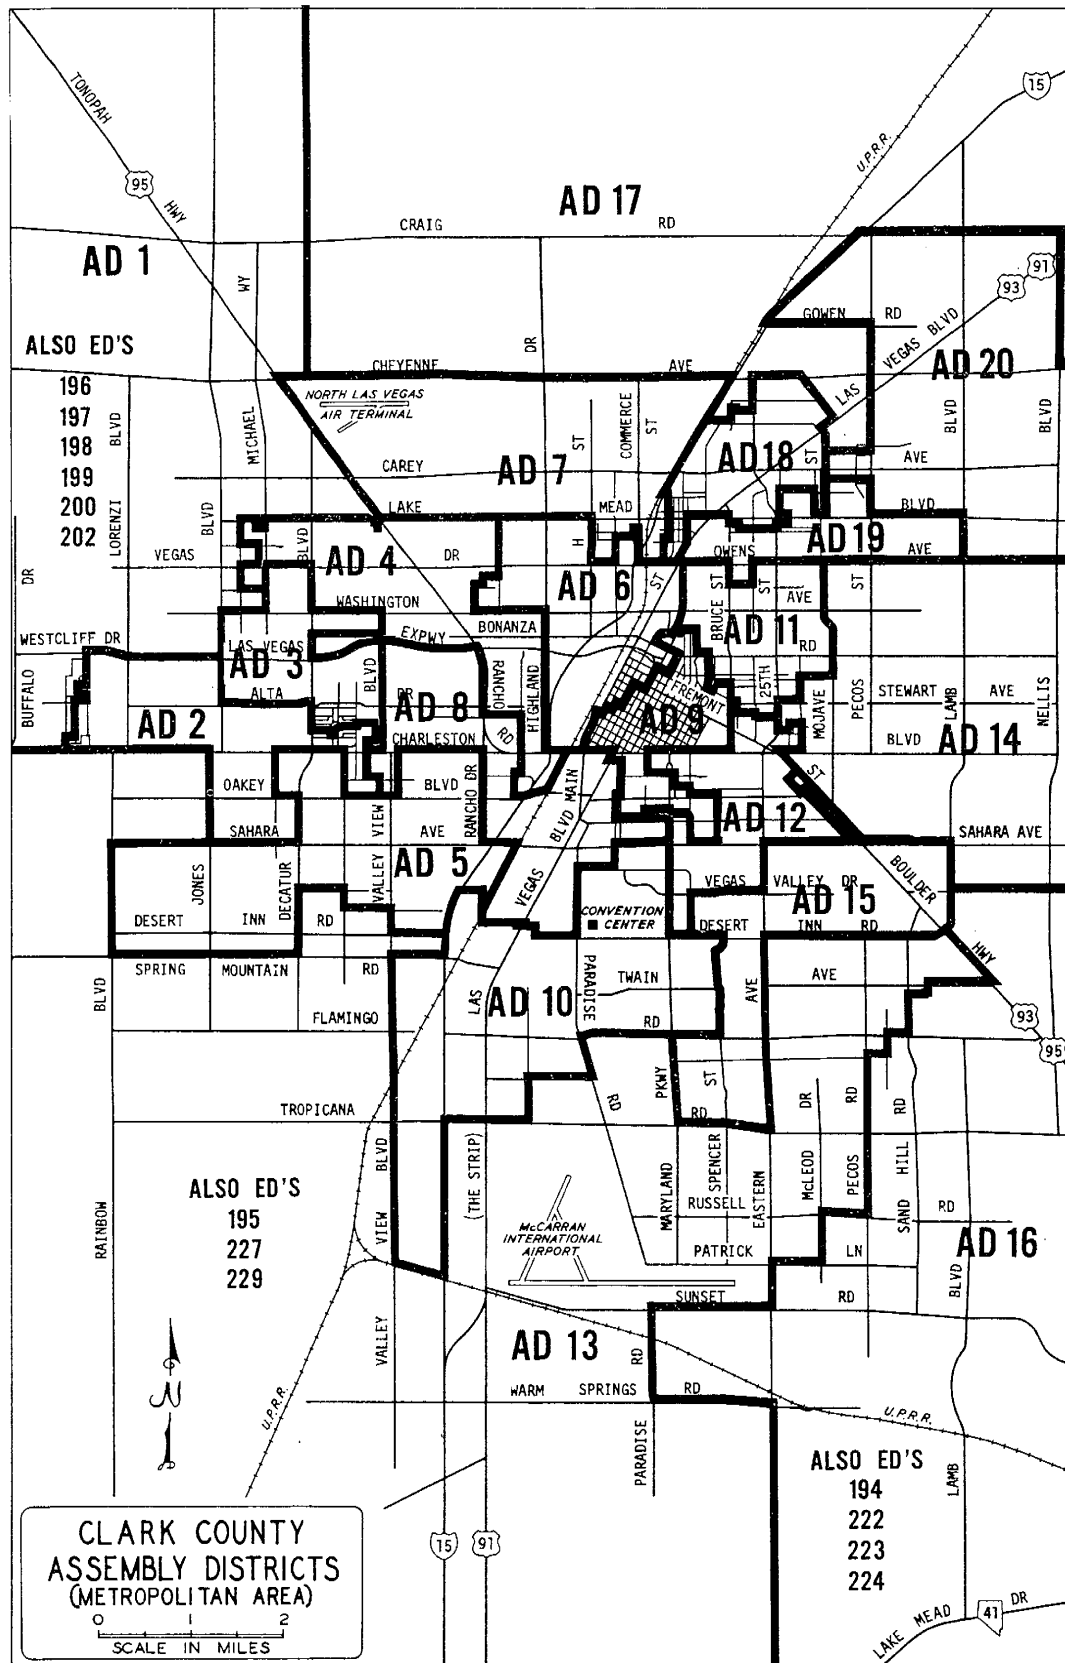 TONOPAH
95
HWY
15
U.P.R.R.
AD 17
CRAIG RD
AD 1
WY
91
93
GOWEN RD
LAS VEGAS BLVD
ALSO ED'S
196
197
198
199
200
202
DR
CHEYENNE AVE
AD 20
NORTH LAS VEGAS
AIR TERMINAL
BLVD
MICHAEL
COMMERCE
ST
ST
BLVD
BLVD
AD 7
CAREY
AD 18
ST
AVE
LAKE
MEAD
BLVD
LORENZI
BLVD
BLVD
VEGAS
DR
AD 4
H
OWENS
AD 19
AVE
DR
AD 6
ST
ST
ST
ST
WASHINGTON
AVE
BRUCE
BONANZA
AD 11
RD
WESTCLIFF DR
LAS VEGAS
EXPWY
AD 3
BLVD
RANCHO
HIGHLAND
25TH
BUFFALO
ALTA
DR
FREMONT
MOJAVE
PECOS
STEWART
LAMB
AVE
NELLIS
AD 2
AD 8
AD 9
CHARLESTON
RD
BLVD
AD 14
OAKEY
BLVD
RANCHO DR
BLVD MAIN
ST
AD 12
SAHARA
AVE
VALLEY VIEW
SAHARA AVE
AD 5
VEGAS
BOULDER
JONES
DECATUR
VALLEY
VEGAS VALLEY DR
AD 15
DESERT INN RD
CONVENTION
CENTER
DESERT INN RD
HWY
SPRING MOUNTAIN RD
BLVD
TWAIN
AVE
AVE
LAS
AD 10
PARADISE
FLAMINGO
RD
93
95
PKWY
ST
DR
RD
RD
TROPICANA
RD
RD
BLVD
(THE STRIP)
HILL
ALSO ED'S
195
227
229
SPENCER
McLEOD
PECOS
MARYLAND
RUSSELL
EASTERN
SAND
RD
RAINBOW
VIEW
McCARRAN
INTERNATIONAL
AIRPORT
PATRICK LN
AD 16
SUNSET RD
BLVD
VALLEY
AD 13
RD
WARM SPRINGS RD
U.P.R.R.
U.P.R.R.
N
PARADISE
LAMB
ALSO ED'S
194
222
223
224
CLARK COUNTY
ASSEMBLY DISTRICTS
(METROPOLITAN AREA)
0 1 2
SCALE IN MILES
15
91
LAKE MEAD DR
41